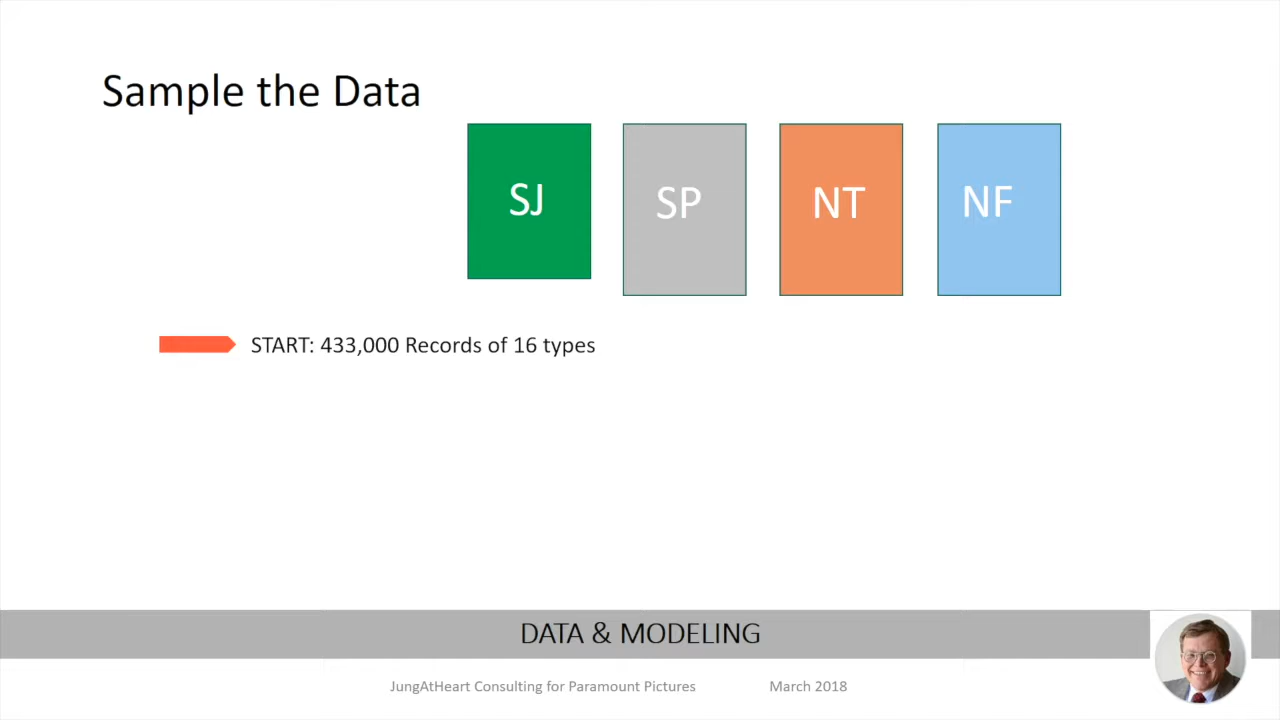 Sample the Data
SJ
SP
NT
NF
START: 433,000 Records of 16 types
DATA & MODELING
JungAtHeart Consulting for Paramount Pictures
March 2018